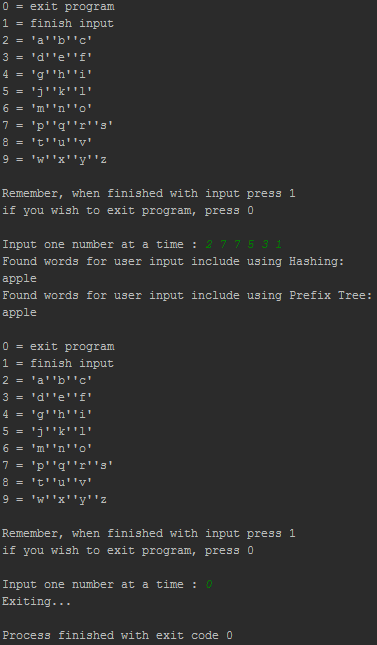 0 = exit program
1 = finish input
2 = 'a''b''c'
3 = 'd''e''f'
4 = 'g''h''i'
5 = 'j''k''l'
6 = 'm''n''o'
7 = 'p''q''r''s'
8 = 't''u''v'
9 = 'w''x''y''z
Remember, when finished with input press 1
if you wish to exit program, press 0
Input one number at a time : 2 7 7 5 3 1
Found words for user input include using Hashing:
apple
Found words for user input include using Prefix Tree:
apple
0 = exit program
1 = finish input
2 = 'a''b''c'
3 = 'd''e''f'
4 = 'g''h''i'
5 = 'j''k''l'
6 = 'm''n''o'
7 = 'p''q''r''s'
8 = 't''u''v'
9 = 'w''x''y''z
Remember, when finished with input press 1
if you wish to exit program, press 0
Input one number at a time : 0
Exiting...
Process finished with exit code 0